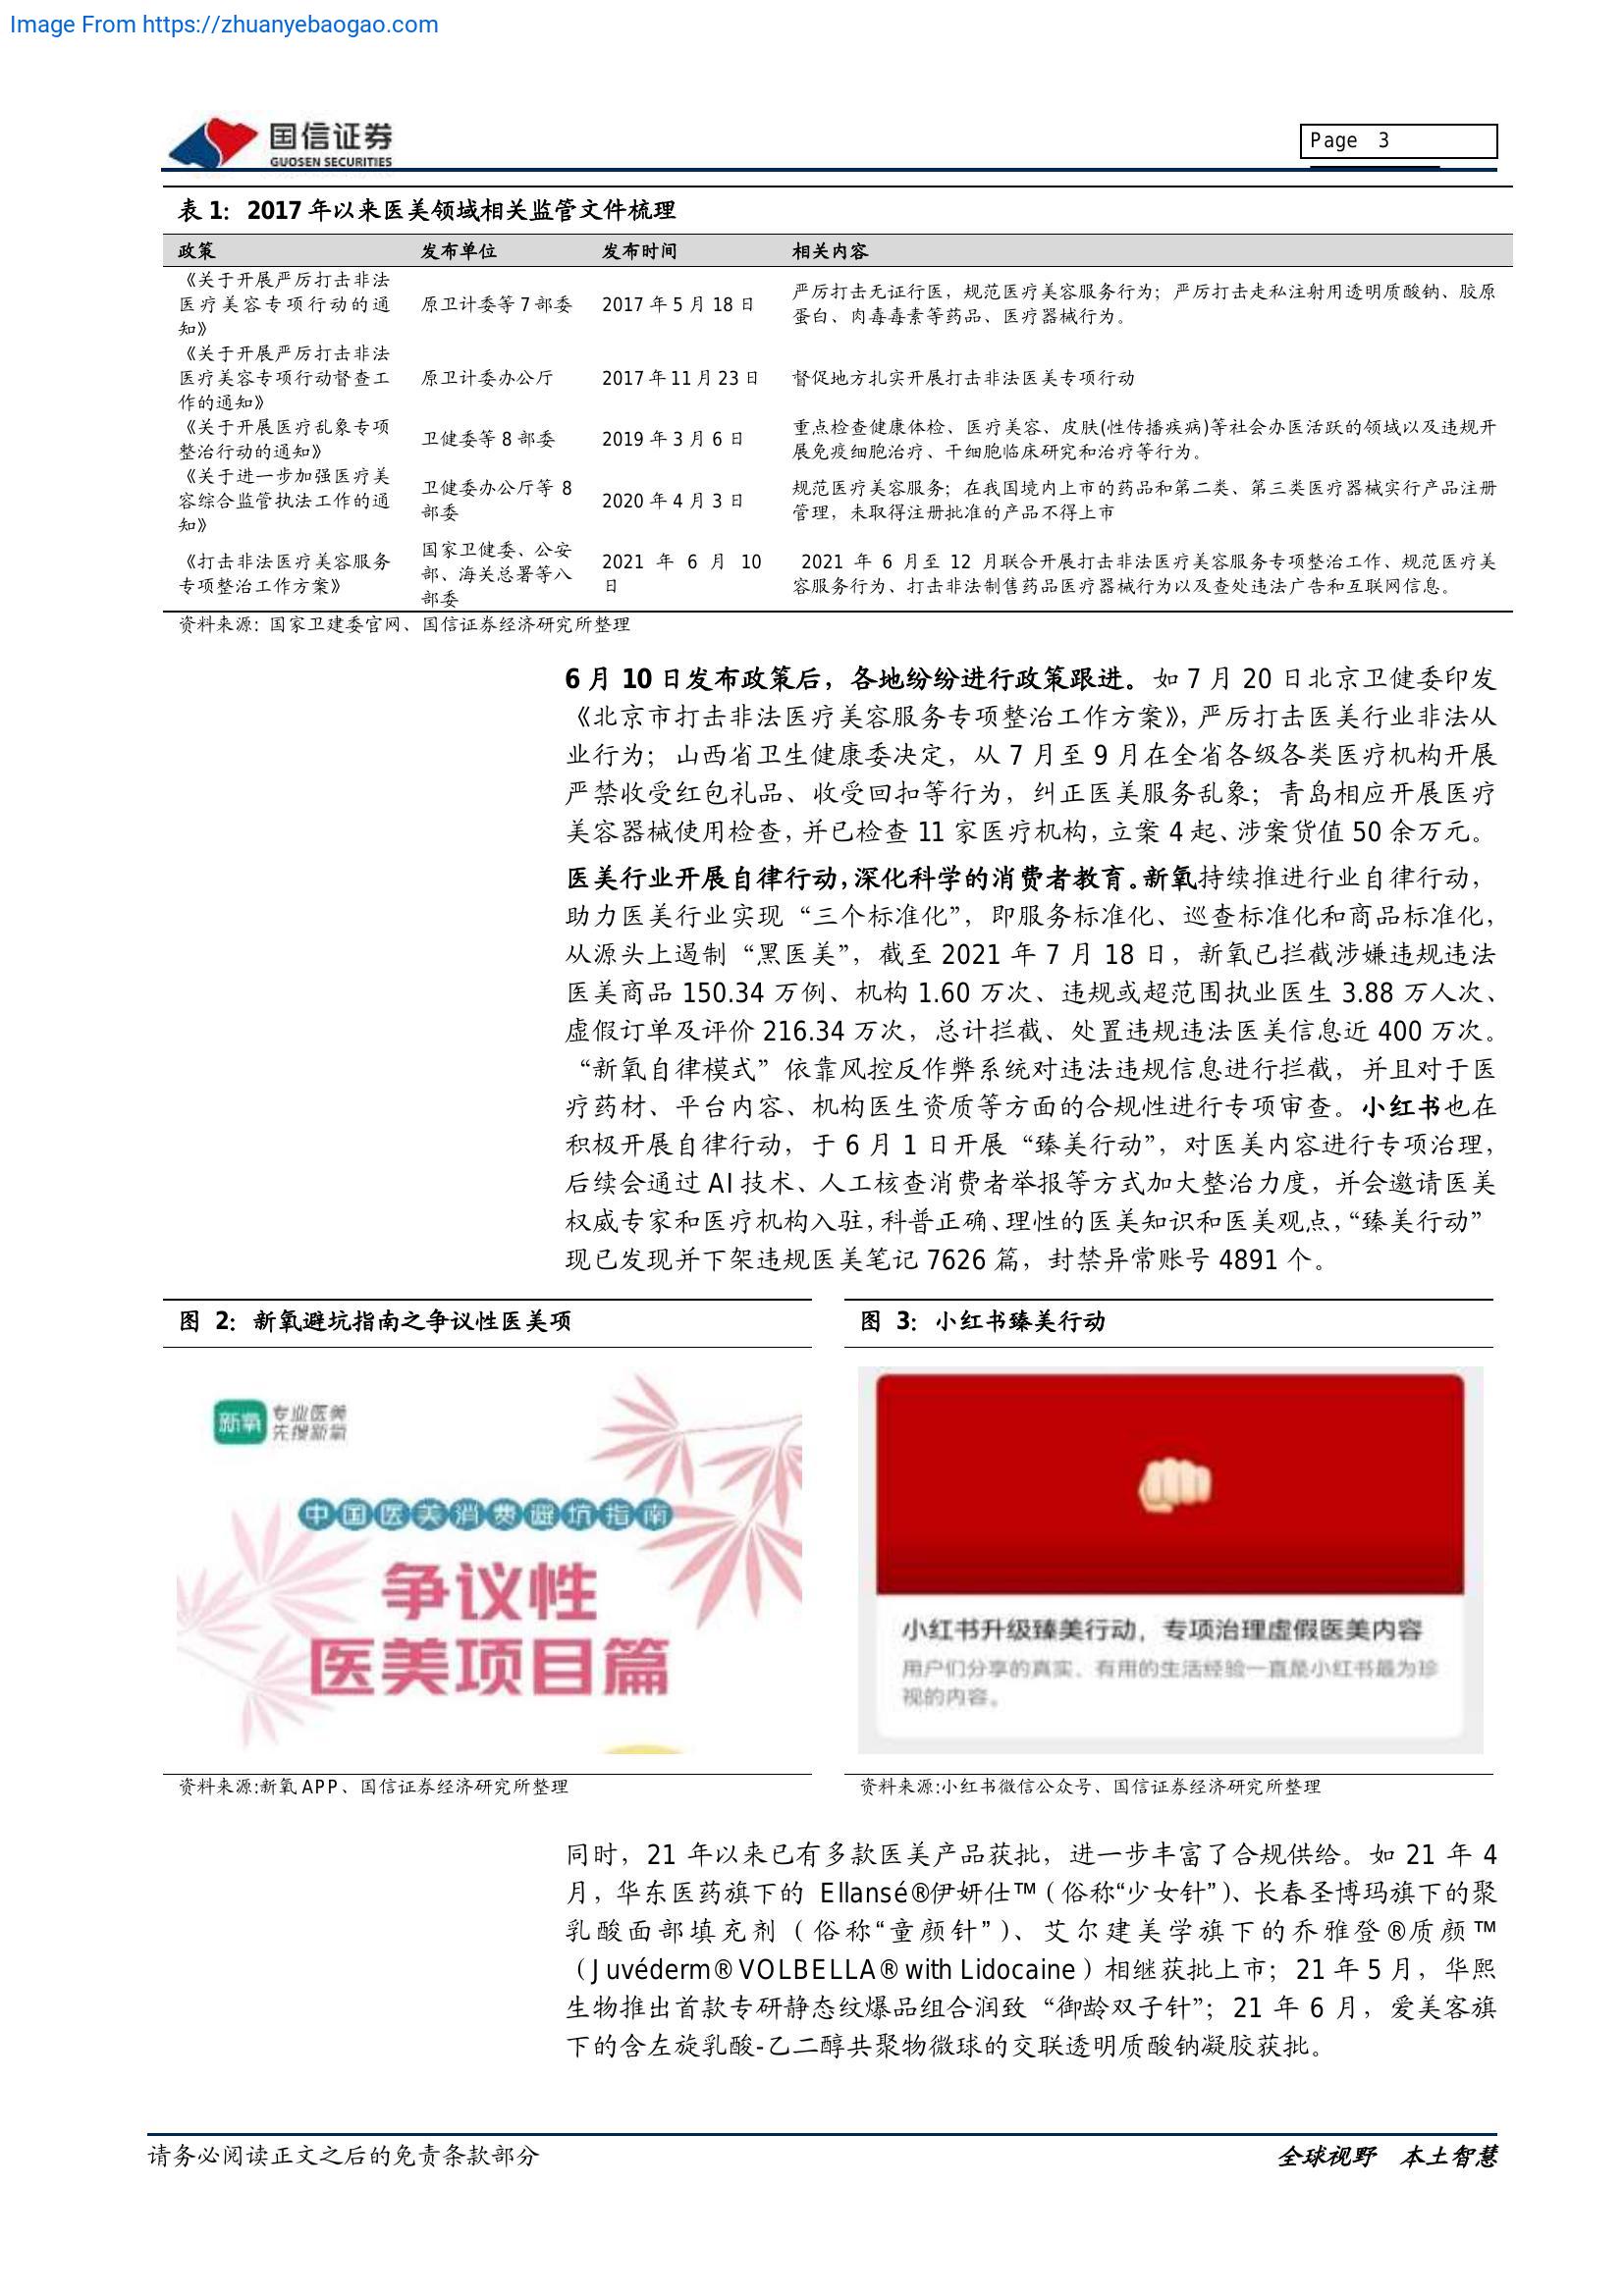 Image From https://zhuanyebaogao.com
国信证券
GUOSEN SECURITIES
Page 3
表 1：2017 年以来医美领域相关监管文件梳理
政策 发布单位 发布时间 相关内容
《关于开展严厉打击非法
医疗美容专项行动的通
知》
原卫计委等 7 部委
2017 年 5 月 18 日
严厉打击无证行医，规范医疗美容服务行为；严厉打击走私注射用透明质酸钠、胶原
蛋白、肉毒毒素等药品、医疗器械行为。
《关于开展严厉打击非法
医疗美容专项行动督查工
作的通知》
原卫计委办公厅
2017 年 11 月 23 日
督促地方扎实开展打击非法医美专项行动
《关于开展医疗乱象专项
整治行动的通知》
卫健委等 8 部委
2019 年 3 月 6 日
重点检查健康体检、医疗美容、皮肤(性传播疾病)等社会办医活跃的领域以及违规开
展免疫细胞治疗、干细胞临床研究和治疗等行为。
《关于进一步加强医疗美
容综合监管执法工作的通
知》
卫健委办公厅等 8
部委
2020 年 4 月 3 日
规范医疗美容服务；在我国境内上市的药品和第二类、第三类医疗器械实行产品注册
管理，未取得注册批准的产品不得上市
《打击非法医疗美容服务
专项整治工作方案》
国家卫健委、公安
部、海关总署等八
部委
2021 年 6 月 10
日
2021 年 6 月至 12 月联合开展打击非法医疗美容服务专项整治工作、规范医疗美
容服务行为、打击非法制售药品医疗器械行为以及查处违法广告和互联网信息。
资料来源：国家卫建委官网、国信证券经济研究所整理
6 月 10 日发布政策后，各地纷纷进行政策跟进。如 7 月 20 日北京卫健委印发
《北京市打击非法医疗美容服务专项整治工作方案》，严厉打击医美行业非法从
业行为；山西省卫生健康委决定，从 7 月至 9 月在全省各级各类医疗机构开展
严禁收受红包礼品、收受回扣等行为，纠正医美服务乱象；青岛相应开展医疗
美容器械使用检查，并已检查 11 家医疗机构，立案 4 起、涉案货值 50 余万元。
医美行业开展自律行动，深化科学的消费者教育。新氧持续推进行业自律行动，
助力医美行业实现“三个标准化”，即服务标准化、巡查标准化和商品标准化，
从源头上遏制“黑医美”，截至 2021 年 7 月 18 日，新氧已拦截涉嫌违规违法
医美商品 150.34 万例、机构 1.60 万次、违规或超范围执业医生 3.88 万人次、
虚假订单及评价 216.34 万次，总计拦截、处置违规违法医美信息近 400 万次。
“新氧自律模式”依靠风控反作弊系统对违法违规信息进行拦截，并且对于医
疗药材、平台内容、机构医生资质等方面的合规性进行专项审查。小红书也在
积极开展自律行动，于 6 月 1 日开展“臻美行动”，对医美内容进行专项治理，
后续会通过 AI 技术、人工核查消费者举报等方式加大整治力度，并会邀请医美
权威专家和医疗机构入驻，科普正确、理性的医美知识和医美观点，“臻美行动”
现已发现并下架违规医美笔记 7626 篇，封禁异常账号 4891 个。
图 2：新氧避坑指南之争议性医美项
新氧
专业医美
先搜新氧
中国医美消费避坑指南
争议性
医美项目篇
资料来源:新氧 APP、国信证券经济研究所整理
图 3：小红书臻美行动
小红书升级臻美行动，专项治理虚假医美内容
用户们分享的真实、有用的生活经验一直是小红书最为珍
视的内容。
资料来源:小红书微信公众号、国信证券经济研究所整理
同时，21 年以来已有多款医美产品获批，进一步丰富了合规供给。如 21 年 4
月，华东医药旗下的 Ellansé®伊妍仕™（俗称“少女针”）、长春圣博玛旗下的聚
乳酸面部填充剂（俗称“童颜针”）、艾尔建美学旗下的乔雅登®质颜™
（Juvéderm® VOLBELLA® with Lidocaine）相继获批上市；21 年 5 月，华熙
生物推出首款专研静态纹爆品组合润致“御龄双子针”；21 年 6 月，爱美客旗
下的含左旋乳酸-乙二醇共聚物微球的交联透明质酸钠凝胶获批。
请务必阅读正文之后的免责条款部分
全球视野 本土智慧